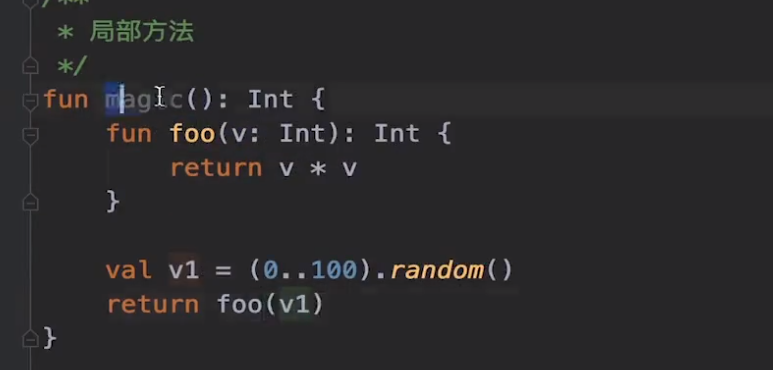 /**
 * 局部方法
 */
fun magic(): Int {
    fun foo(v: Int): Int {
        return v * v
    }
    val v1 = (0..100).random()
    return foo(v1)
}